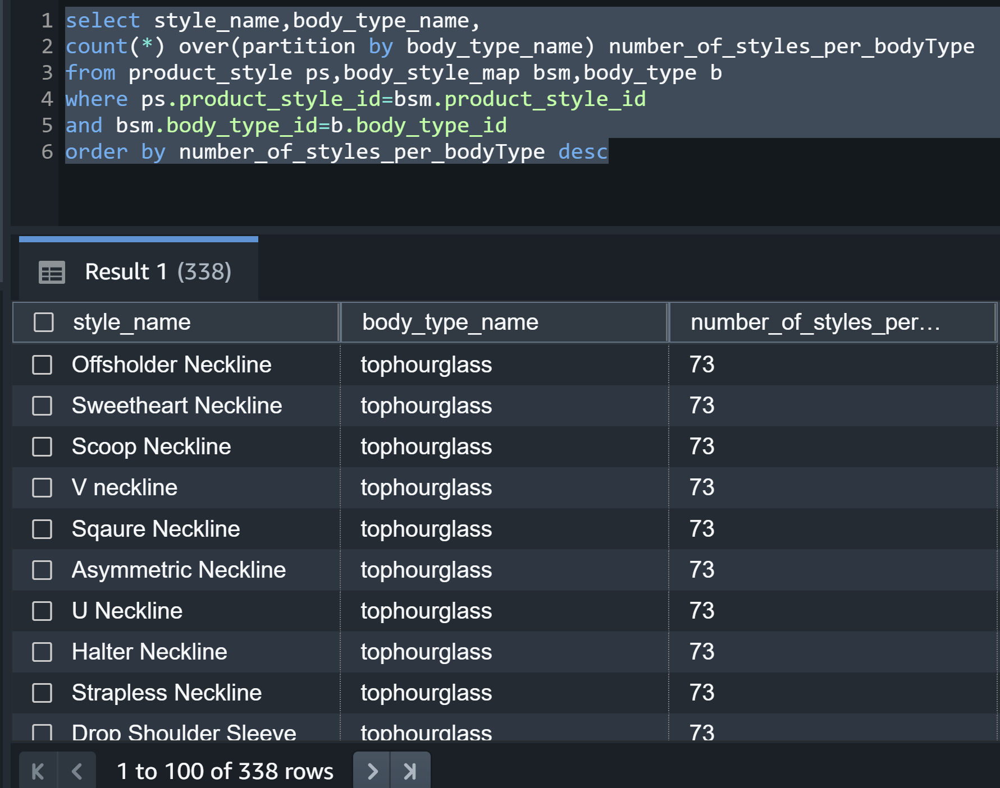 1 select style_name,body_type_name,
2 count(*) over(partition by body_type_name) number_of_styles_per_bodyType
3 from product_style ps,body_style_map bsm,body_type b
4 where ps.product_style_id=bsm.product_style_id
5 and bsm.body_type_id=b.body_type_id
6 order by number_of_styles_per_bodyType desc
Result 1 (338)
style_name body_type_name number_of_styles_per...
Offsholder Neckline tophourglass 73
Sweetheart Neckline tophourglass 73
Scoop Neckline tophourglass 73
V neckline tophourglass 73
Sqaure Neckline tophourglass 73
Asymmetric Neckline tophourglass 73
U Neckline tophourglass 73
Halter Neckline tophourglass 73
Strapless Neckline tophourglass 73
Drop Shoulder Sleeve tophourglass 73
1 to 100 of 338 rows